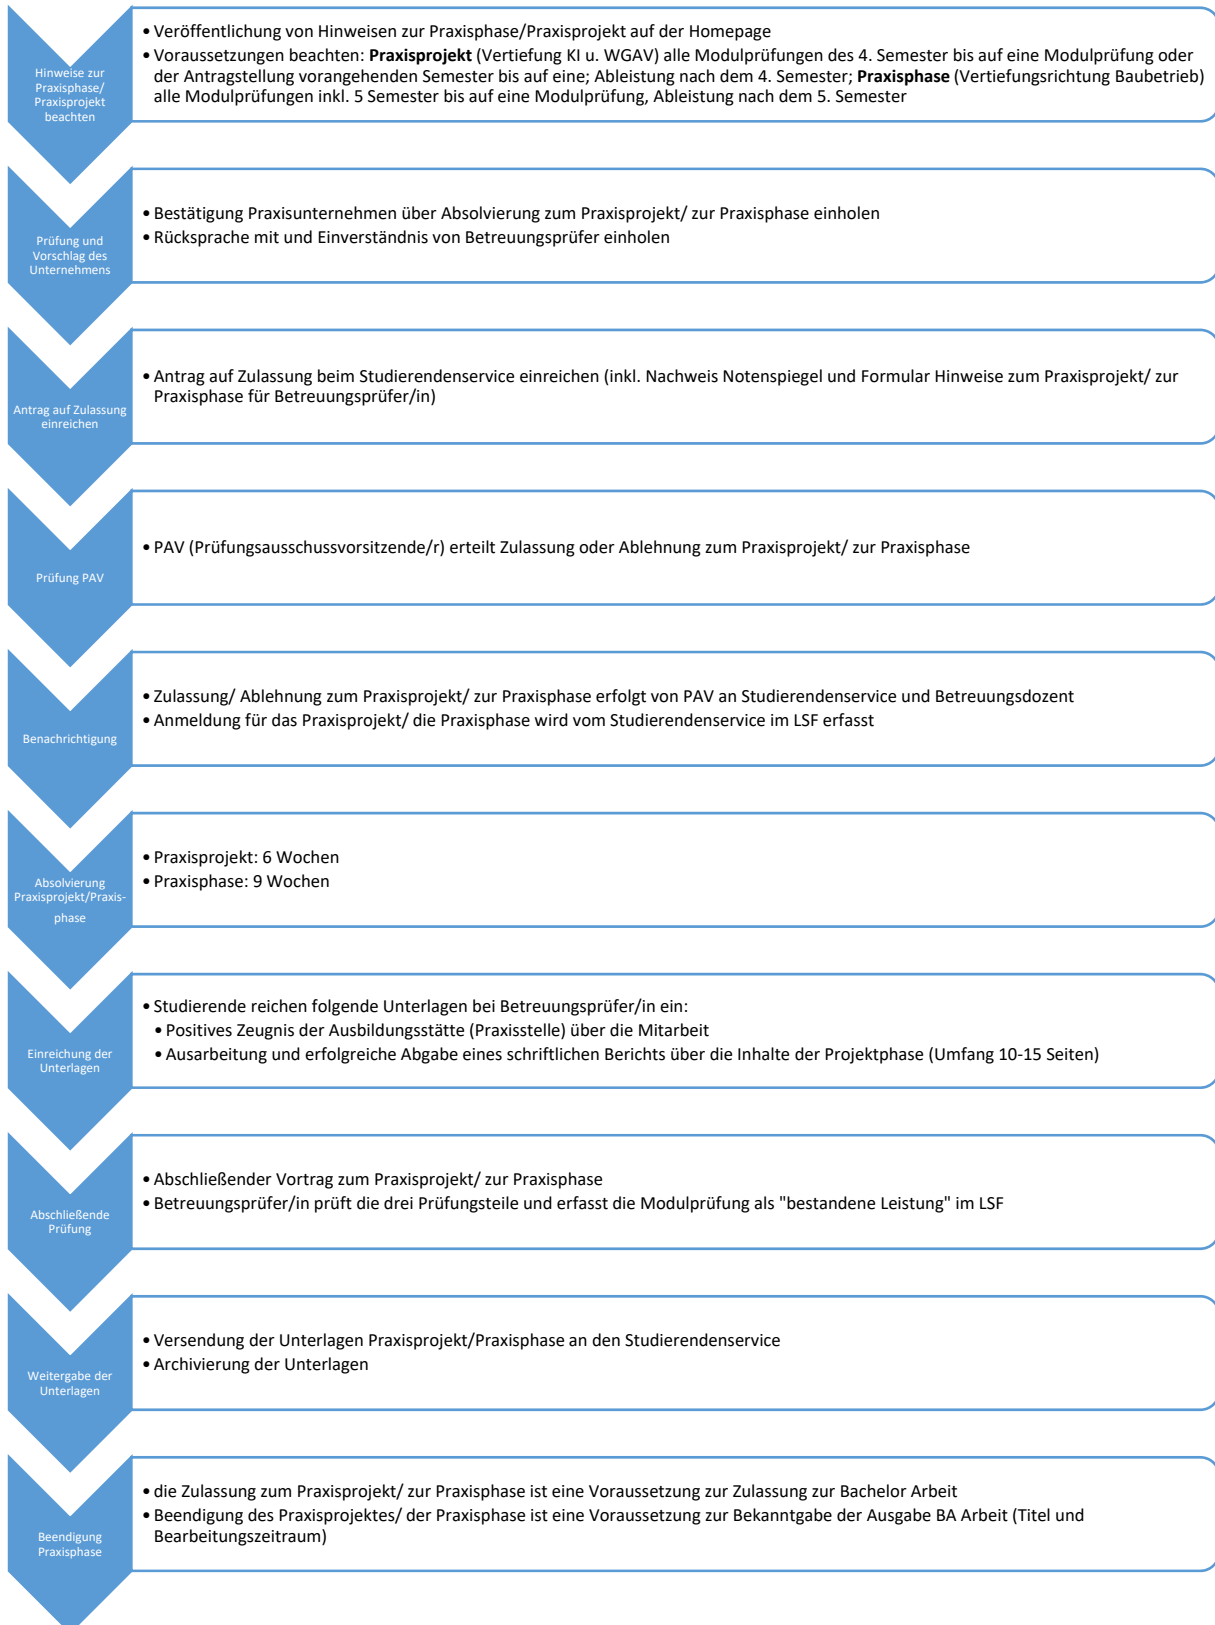 Hinweise zur
Praxisphase/
Praxisprojekt
beachten
• Veröffentlichung von Hinweisen zur Praxisphase/Praxisprojekt auf der Homepage
• Voraussetzungen beachten: Praxisprojekt (Vertiefung KI u. WGAV) alle Modulprüfungen des 4. Semester bis auf eine Modulprüfung oder
der Antragstellung vorangehenden Semester bis auf eine; Ableistung nach dem 4. Semester; Praxisphase (Vertiefungsrichtung Baubetrieb)
alle Modulprüfungen inkl. 5 Semester bis auf eine Modulprüfung, Ableistung nach dem 5. Semester
Prüfung und
Vorschlag des
Unternehmens
• Bestätigung Praxisunternehmen über Absolvierung zum Praxisprojekt/ zur Praxisphase einholen
• Rücksprache mit und Einverständnis von Betreuungsprüfer einholen
Antrag auf Zulassung
einreichen
• Antrag auf Zulassung beim Studierendenservice einreichen (inkl. Nachweis Notenspiegel und Formular Hinweise zum Praxisprojekt/ zur
Praxisphase für Betreuungsprüfer/in)
Prüfung PAV
• PAV (Prüfungsausschussvorsitzende/r) erteilt Zulassung oder Ablehnung zum Praxisprojekt/ zur Praxisphase
Benachrichtigung
• Zulassung/ Ablehnung zum Praxisprojekt/ zur Praxisphase erfolgt von PAV an Studierendenservice und Betreuungsdozent
• Anmeldung für das Praxisprojekt/ die Praxisphase wird vom Studierendenservice im LSF erfasst
Absolvierung
Praxisprojekt/Praxis-
phase
• Praxisprojekt: 6 Wochen
• Praxisphase: 9 Wochen
Einreichung der
Unterlagen
• Studierende reichen folgende Unterlagen bei Betreuungsprüfer/in ein:
• Positives Zeugnis der Ausbildungsstätte (Praxisstelle) über die Mitarbeit
• Ausarbeitung und erfolgreiche Abgabe eines schriftlichen Berichts über die Inhalte der Projektphase (Umfang 10-15 Seiten)
Abschließende
Prüfung
• Abschließender Vortrag zum Praxisprojekt/ zur Praxisphase
• Betreuungsprüfer/in prüft die drei Prüfungsteile und erfasst die Modulprüfung als "bestandene Leistung" im LSF
Weitergabe der
Unterlagen
• Versendung der Unterlagen Praxisprojekt/Praxisphase an den Studierendenservice
• Archivierung der Unterlagen
Beendigung
Praxisphase
• die Zulassung zum Praxisprojekt/ zur Praxisphase ist eine Voraussetzung zur Zulassung zur Bachelor Arbeit
• Beendigung des Praxisprojektes/ der Praxisphase ist eine Voraussetzung zur Bekanntgabe der Ausgabe BA Arbeit (Titel und
Bearbeitungszeitraum)